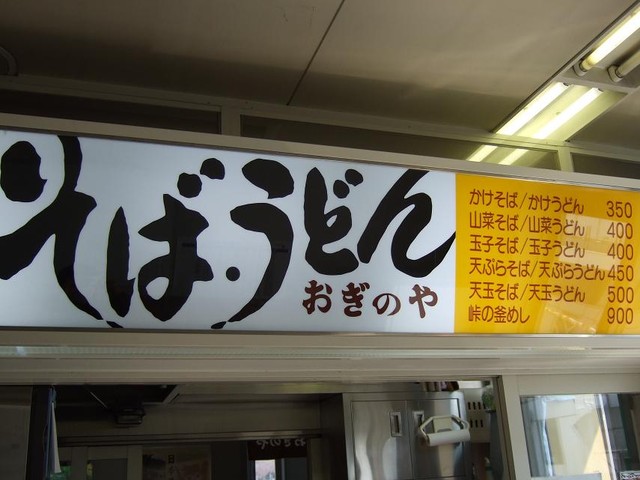 そば・うどん
おぎのや
かけそば/かけうどん 350
山菜そば/山菜うどん 400
玉子そば/玉子うどん 400
天ぷらそば/天ぷらうどん 450
天玉そば/天玉うどん 500
峠の釜めし 900